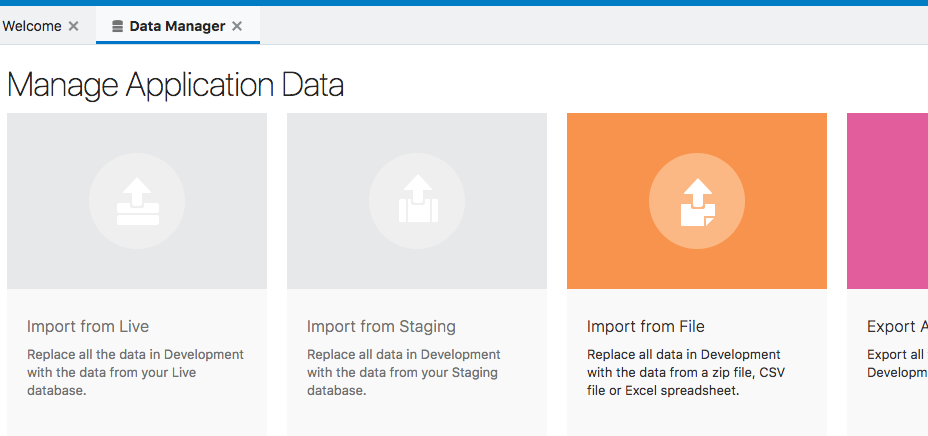 Welcome
Data Manager
Manage Application Data
Import from Live
Replace all the data in Development
with the data from your Live
database.
Import from Staging
Replace all data in Development
with the data from your Staging
database.
Import from File
Replace all data in Development
with the data from a zip file, CSV
file or Excel spreadsheet.
Export A
Export all
Developm